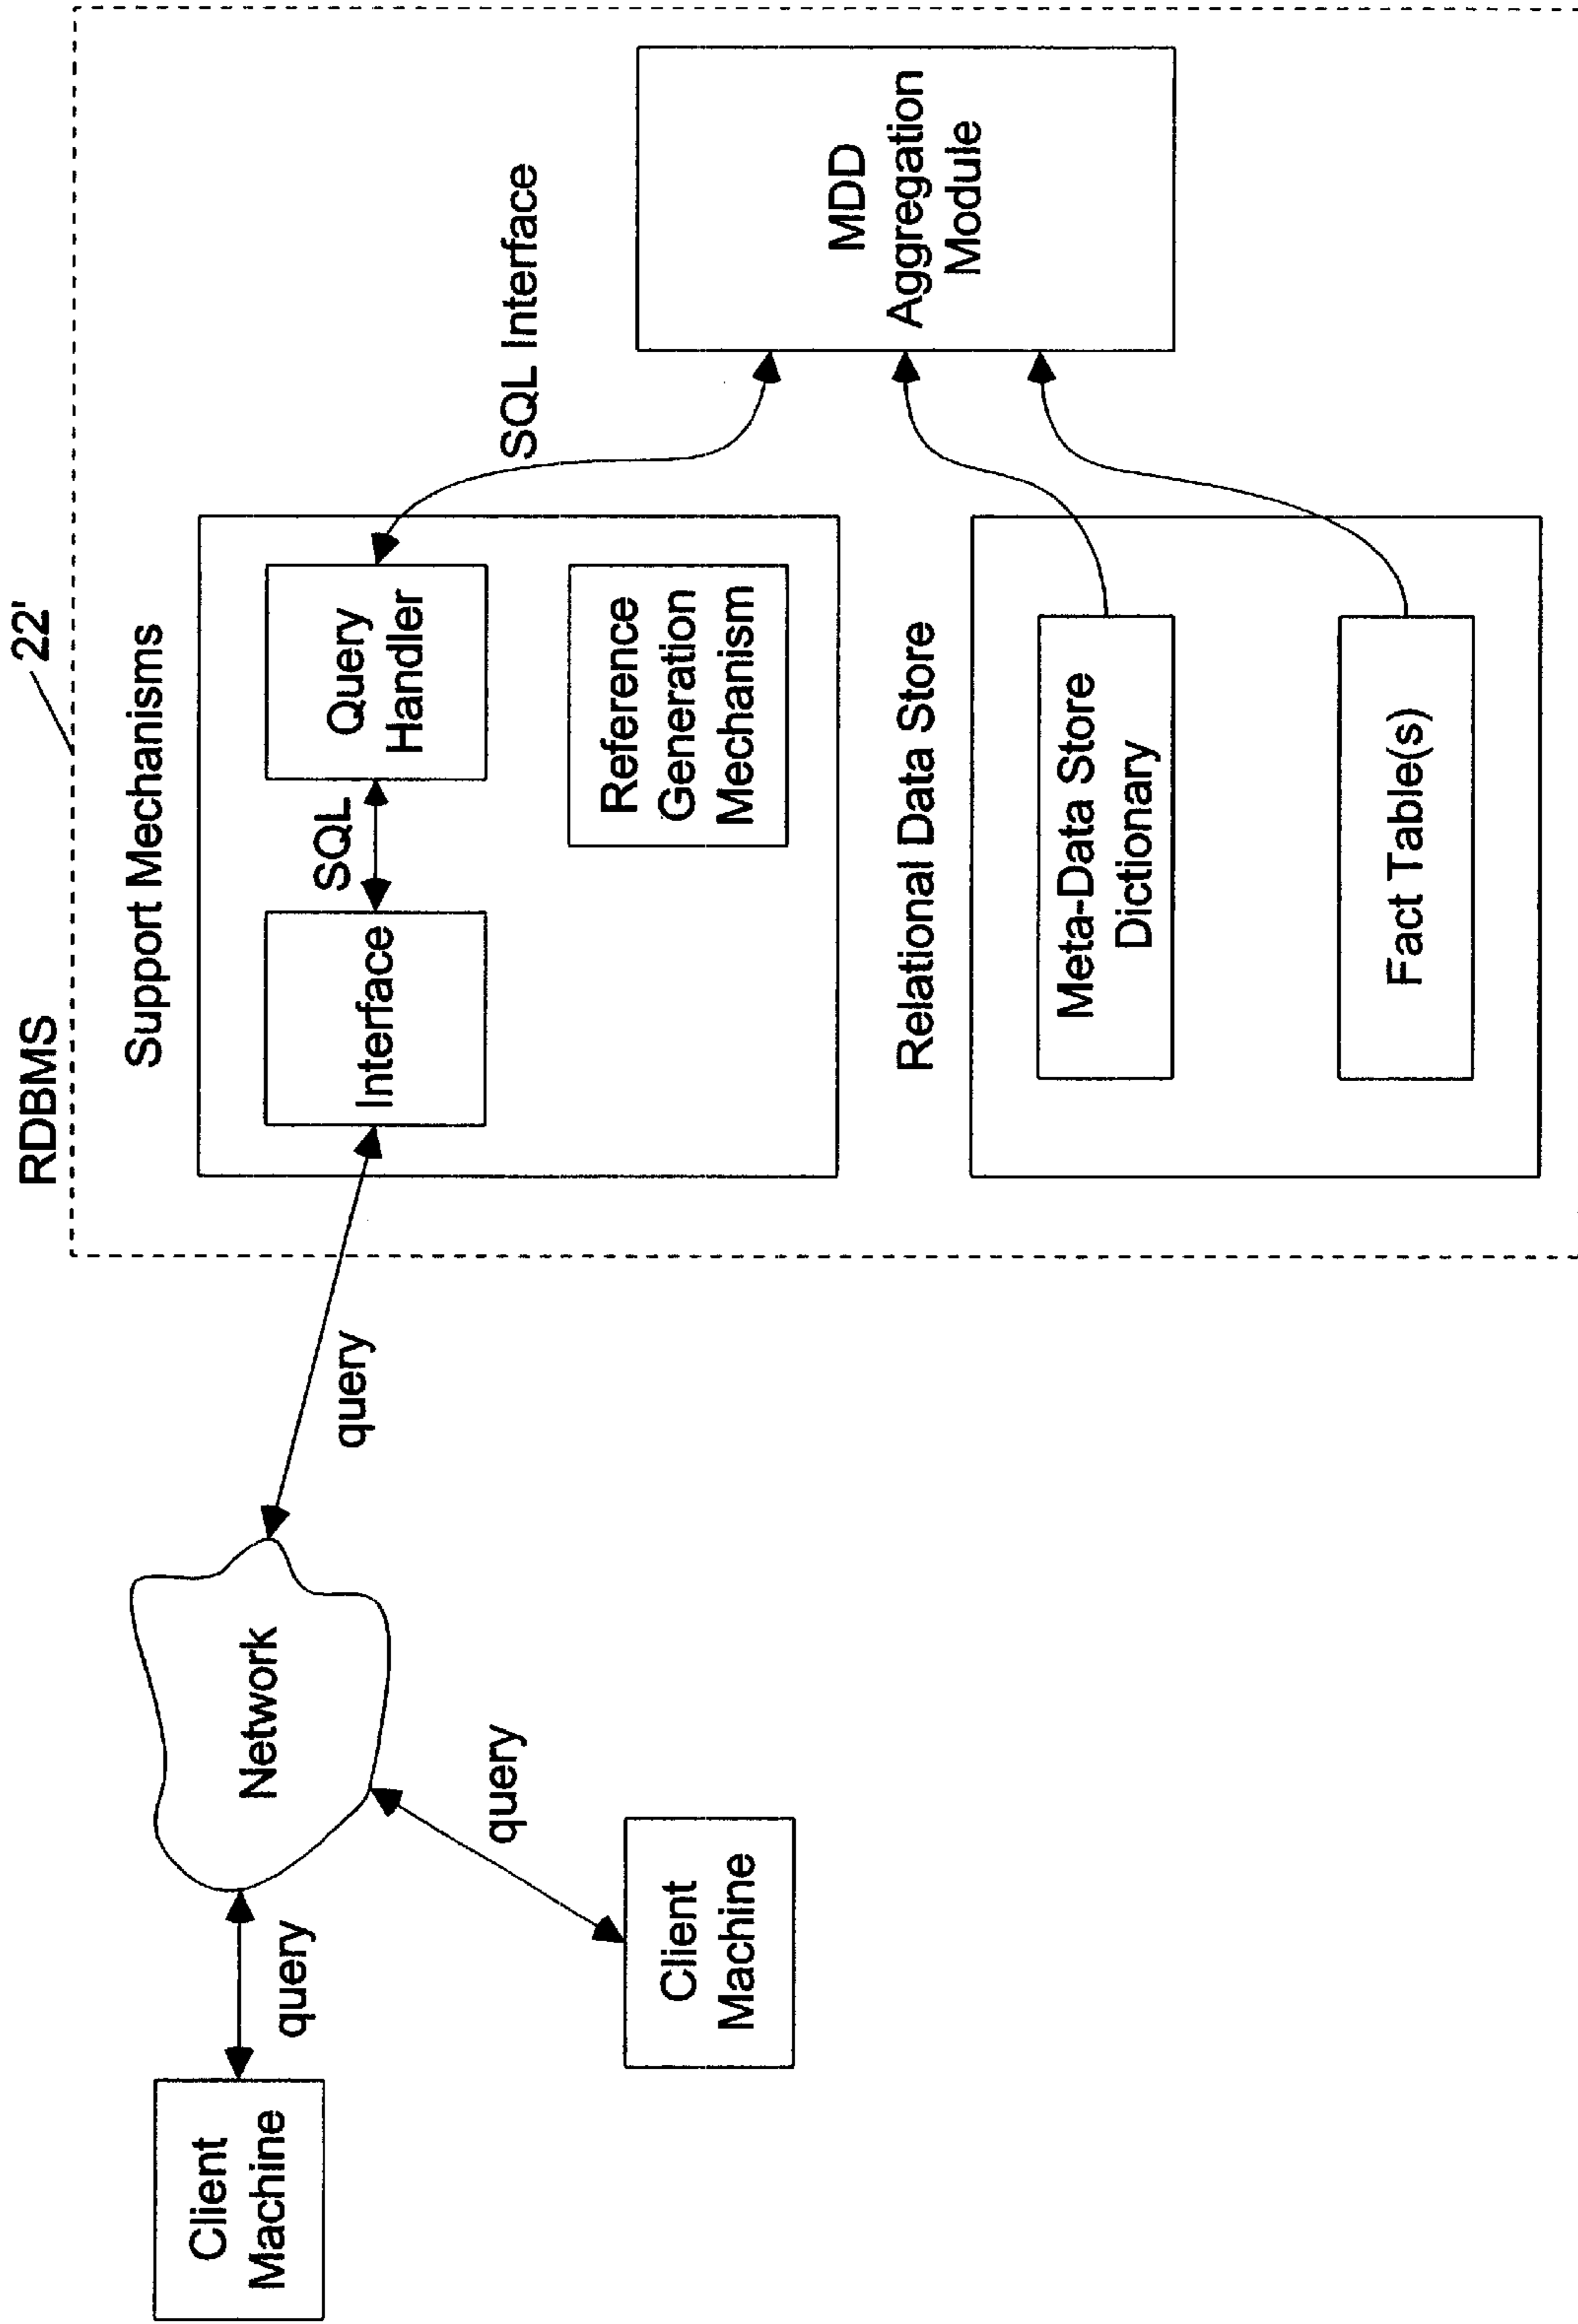 RDBMS
22'
Support Mechanisms
Interface
SQL
Query
Handler
Reference
Generation
Mechanism
SQL Interface
MDD
Aggregation
Module
Relational Data Store
Meta-Data Store
Dictionary
Fact Table(s)
query
Network
query
query
Client
Machine
Client
Machine